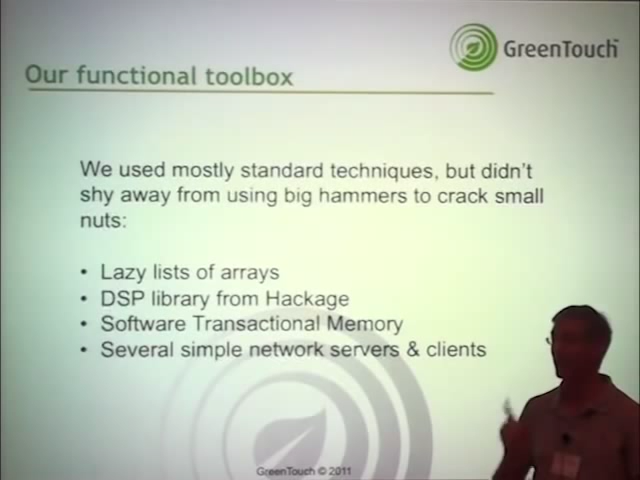 GreenTouch™
Our functional toolbox
We used mostly standard techniques, but didn't
shy away from using big hammers to crack small
nuts:
• Lazy lists of arrays
• DSP library from Hackage
• Software Transactional Memory
• Several simple network servers & clients
GreenTouch © 2011